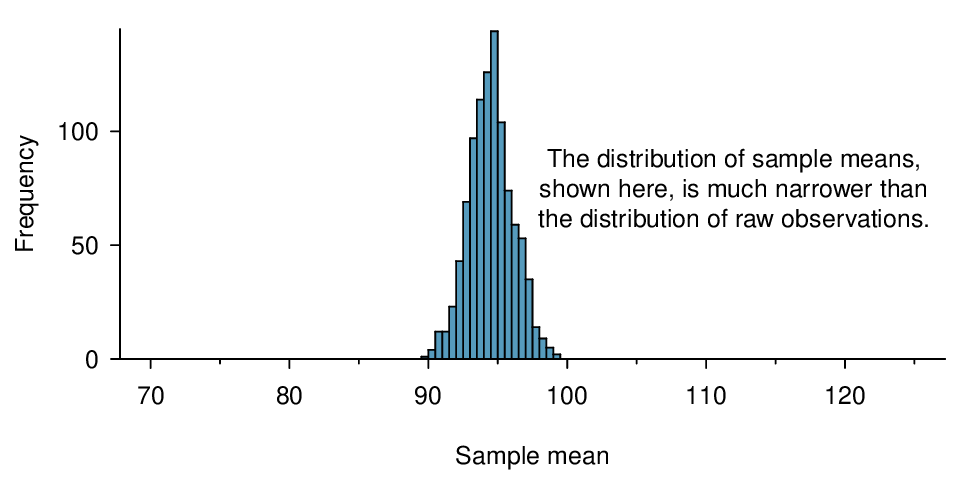 100
50
0
Frequency
The distribution of sample means,
shown here, is much narrower than
the distribution of raw observations.
70 80 90 100 110 120
Sample mean